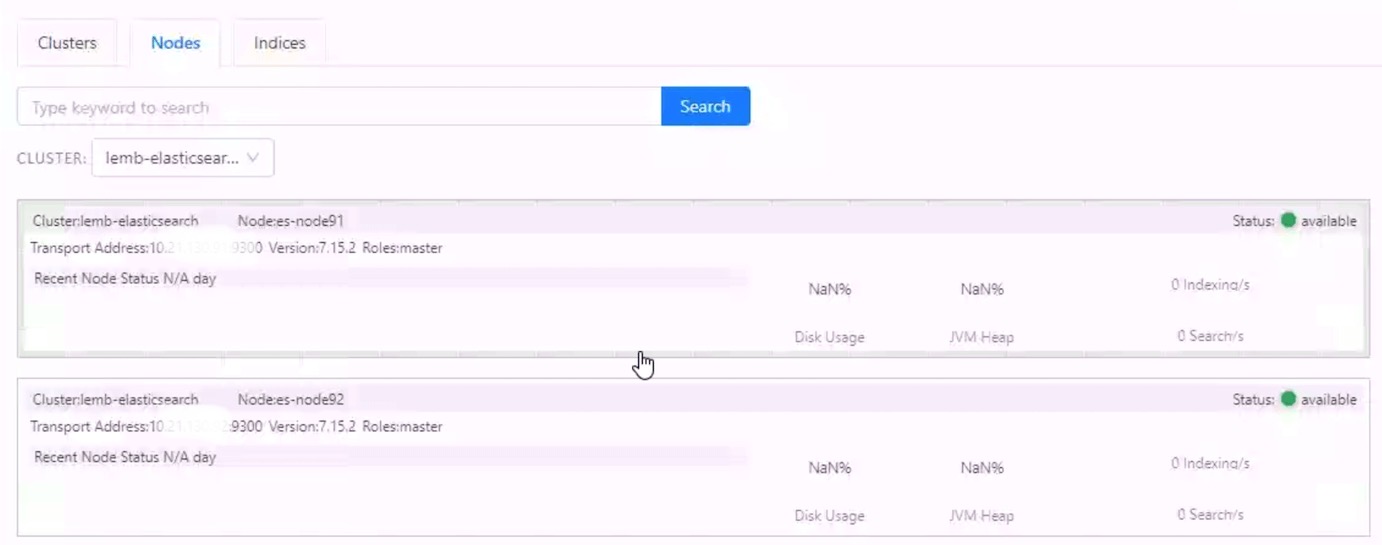 Clusters Nodes Indices
Type keyword to search Search
CLUSTER: lemb-elasticsear...
Cluster:lemb-elasticsearch Node:es-node91 Status: available
Transport Address:10. 9300 Version:7.15.2 Roles:master
Recent Node Status N/A day
NaN% NaN% 0 Indexing/s
Disk Usage JVM Heap 0 Search/s
Cluster:lemb-elasticsearch Node:es-node92 Status: available
Transport Address:10. :9300 Version:7.15.2 Roles:master
Recent Node Status N/A day
NaN% NaN% 0 Indexing/s
Disk Usage JVM Heap 0 Search/s